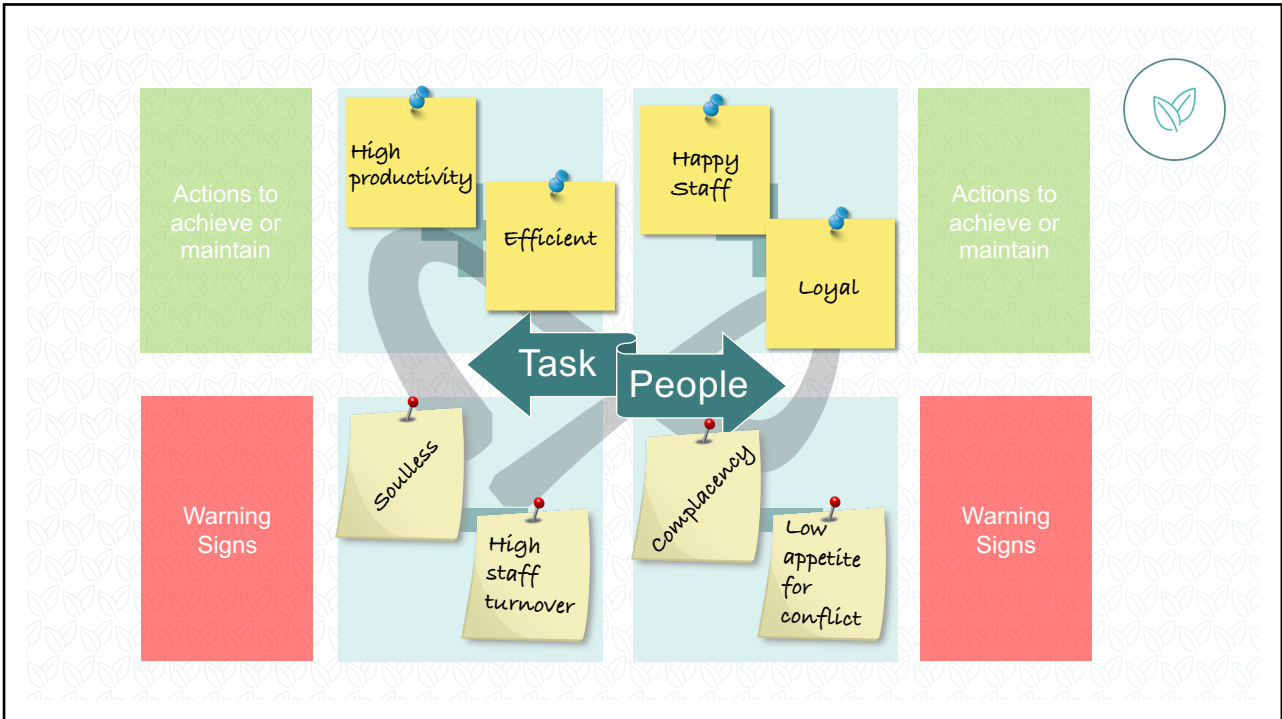 Actions to
achieve or
maintain
High
productivity
Efficient
Happy
Staff
Loyal
Actions to
achieve or
maintain
Task
People
Warning
Signs
Soulless
High
staff
turnover
Complacency
Low
appetite
for
conflict
Warning
Signs